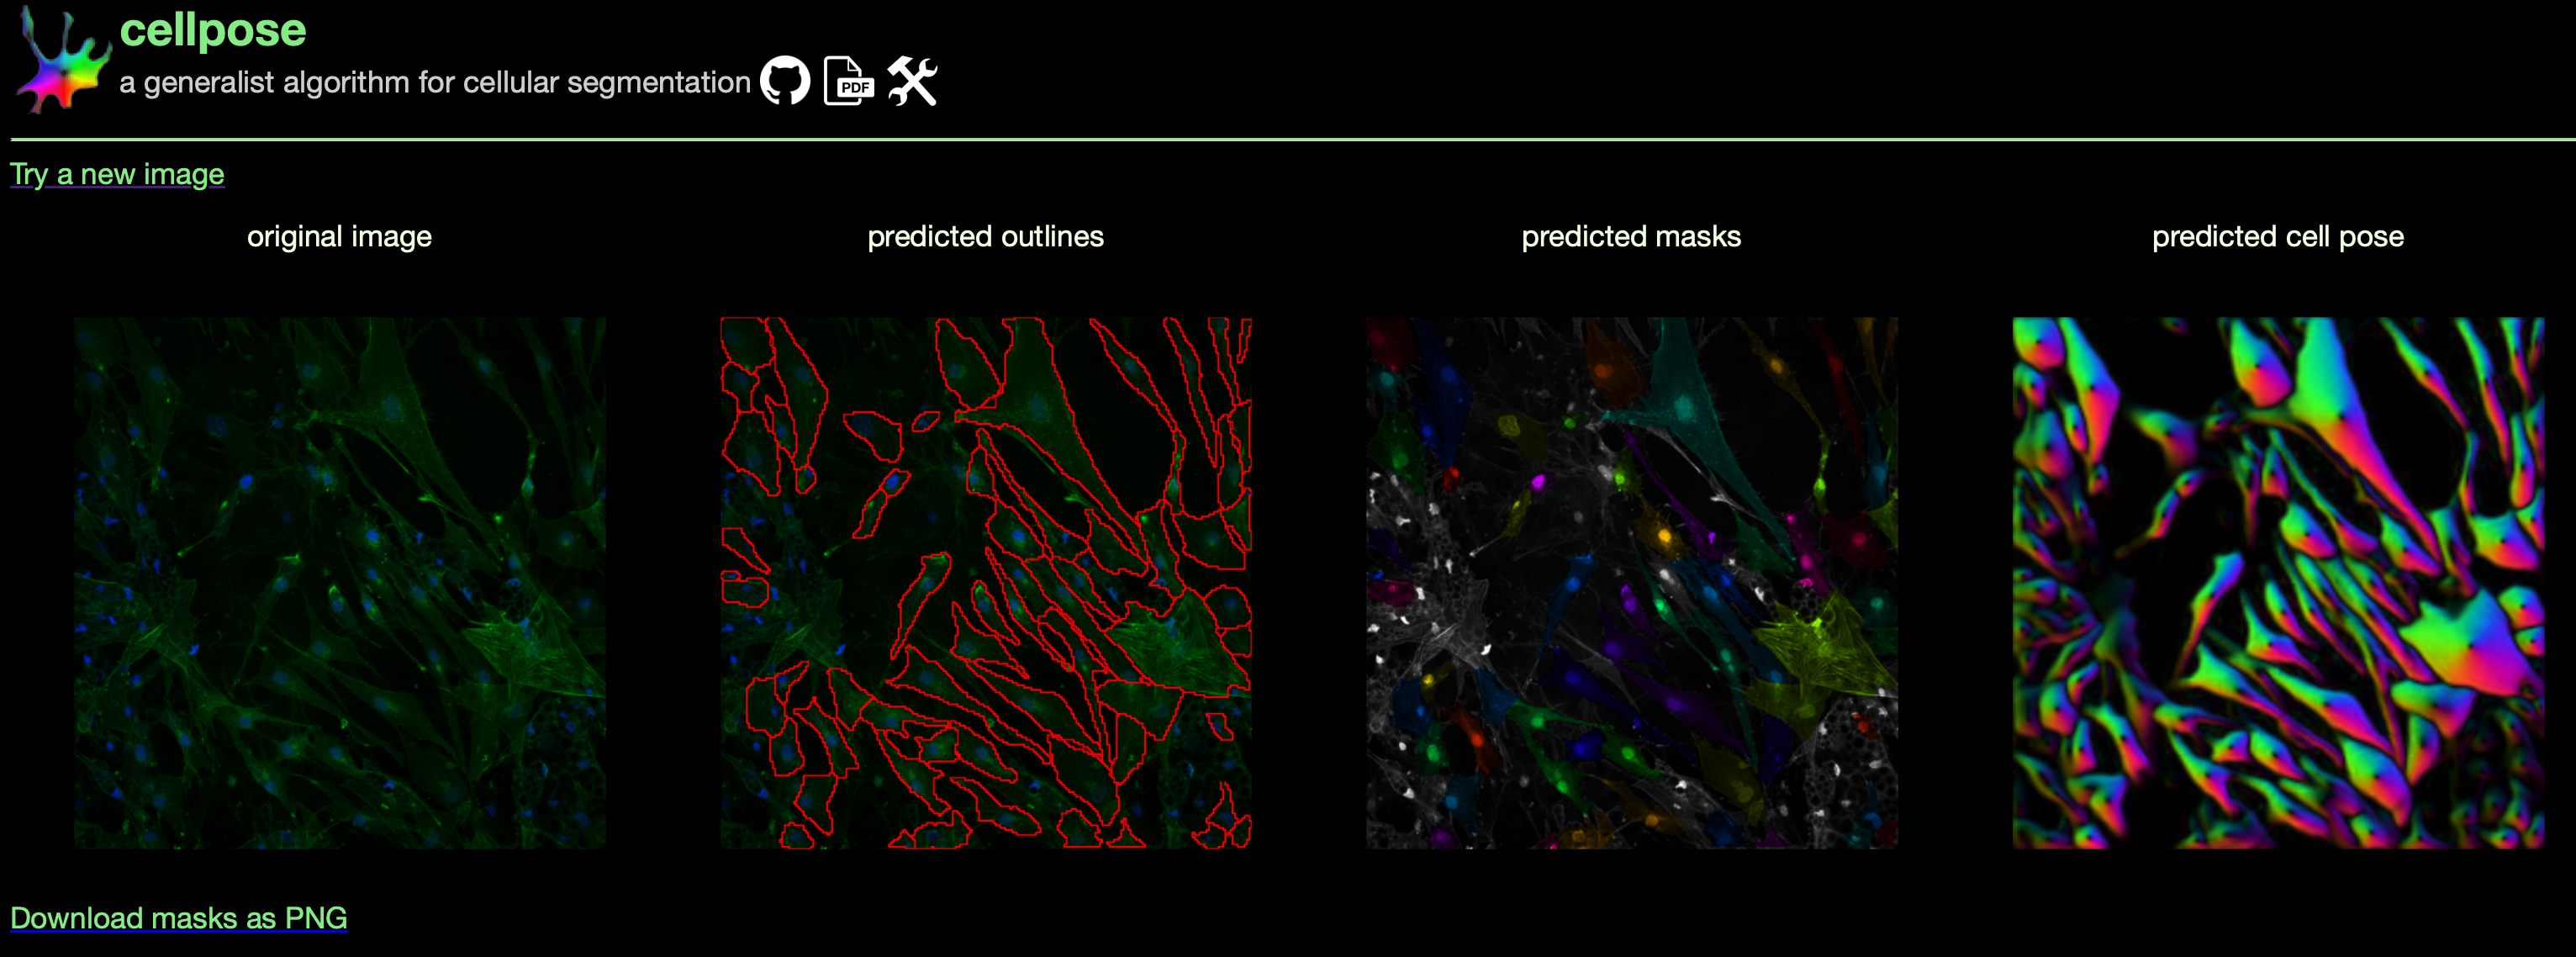 cellpose
a generalist algorithm for cellular segmentation
PDF
Try a new image
original image
predicted outlines
predicted masks
predicted cell pose
Download masks as PNG